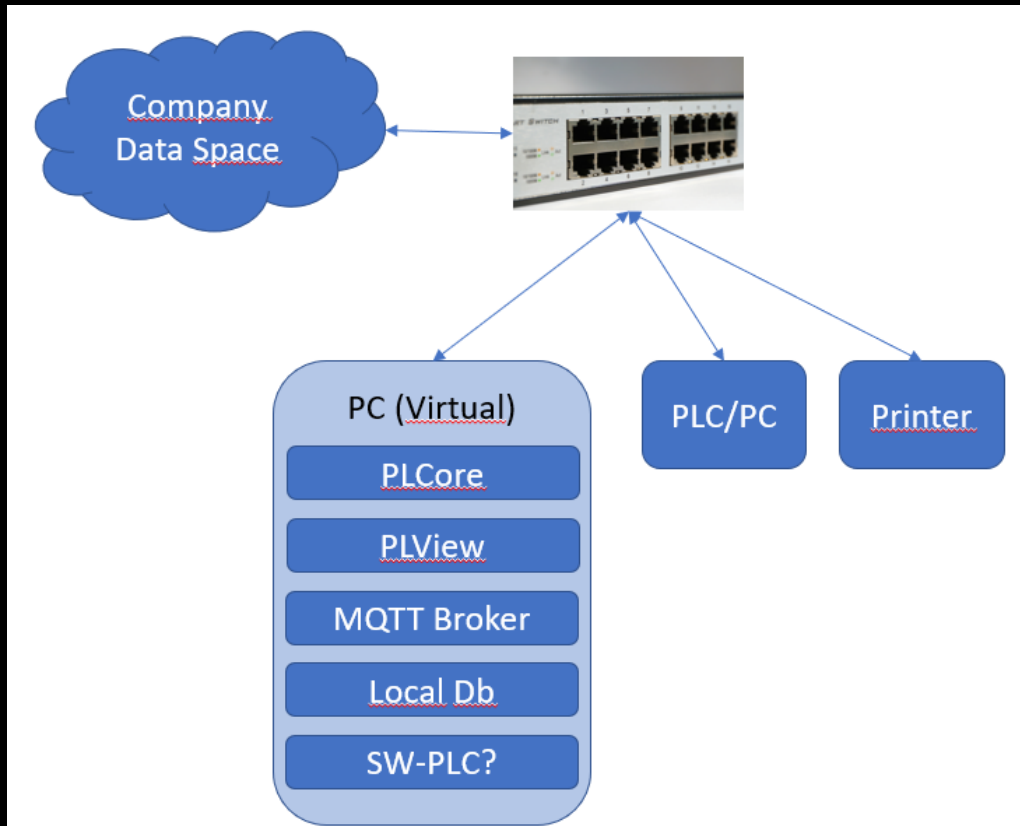 Company
Data Space
PC (Virtual)
PLCore
PLView
MQTT Broker
Local Db
SW-PLC?
PLC/PC
Printer